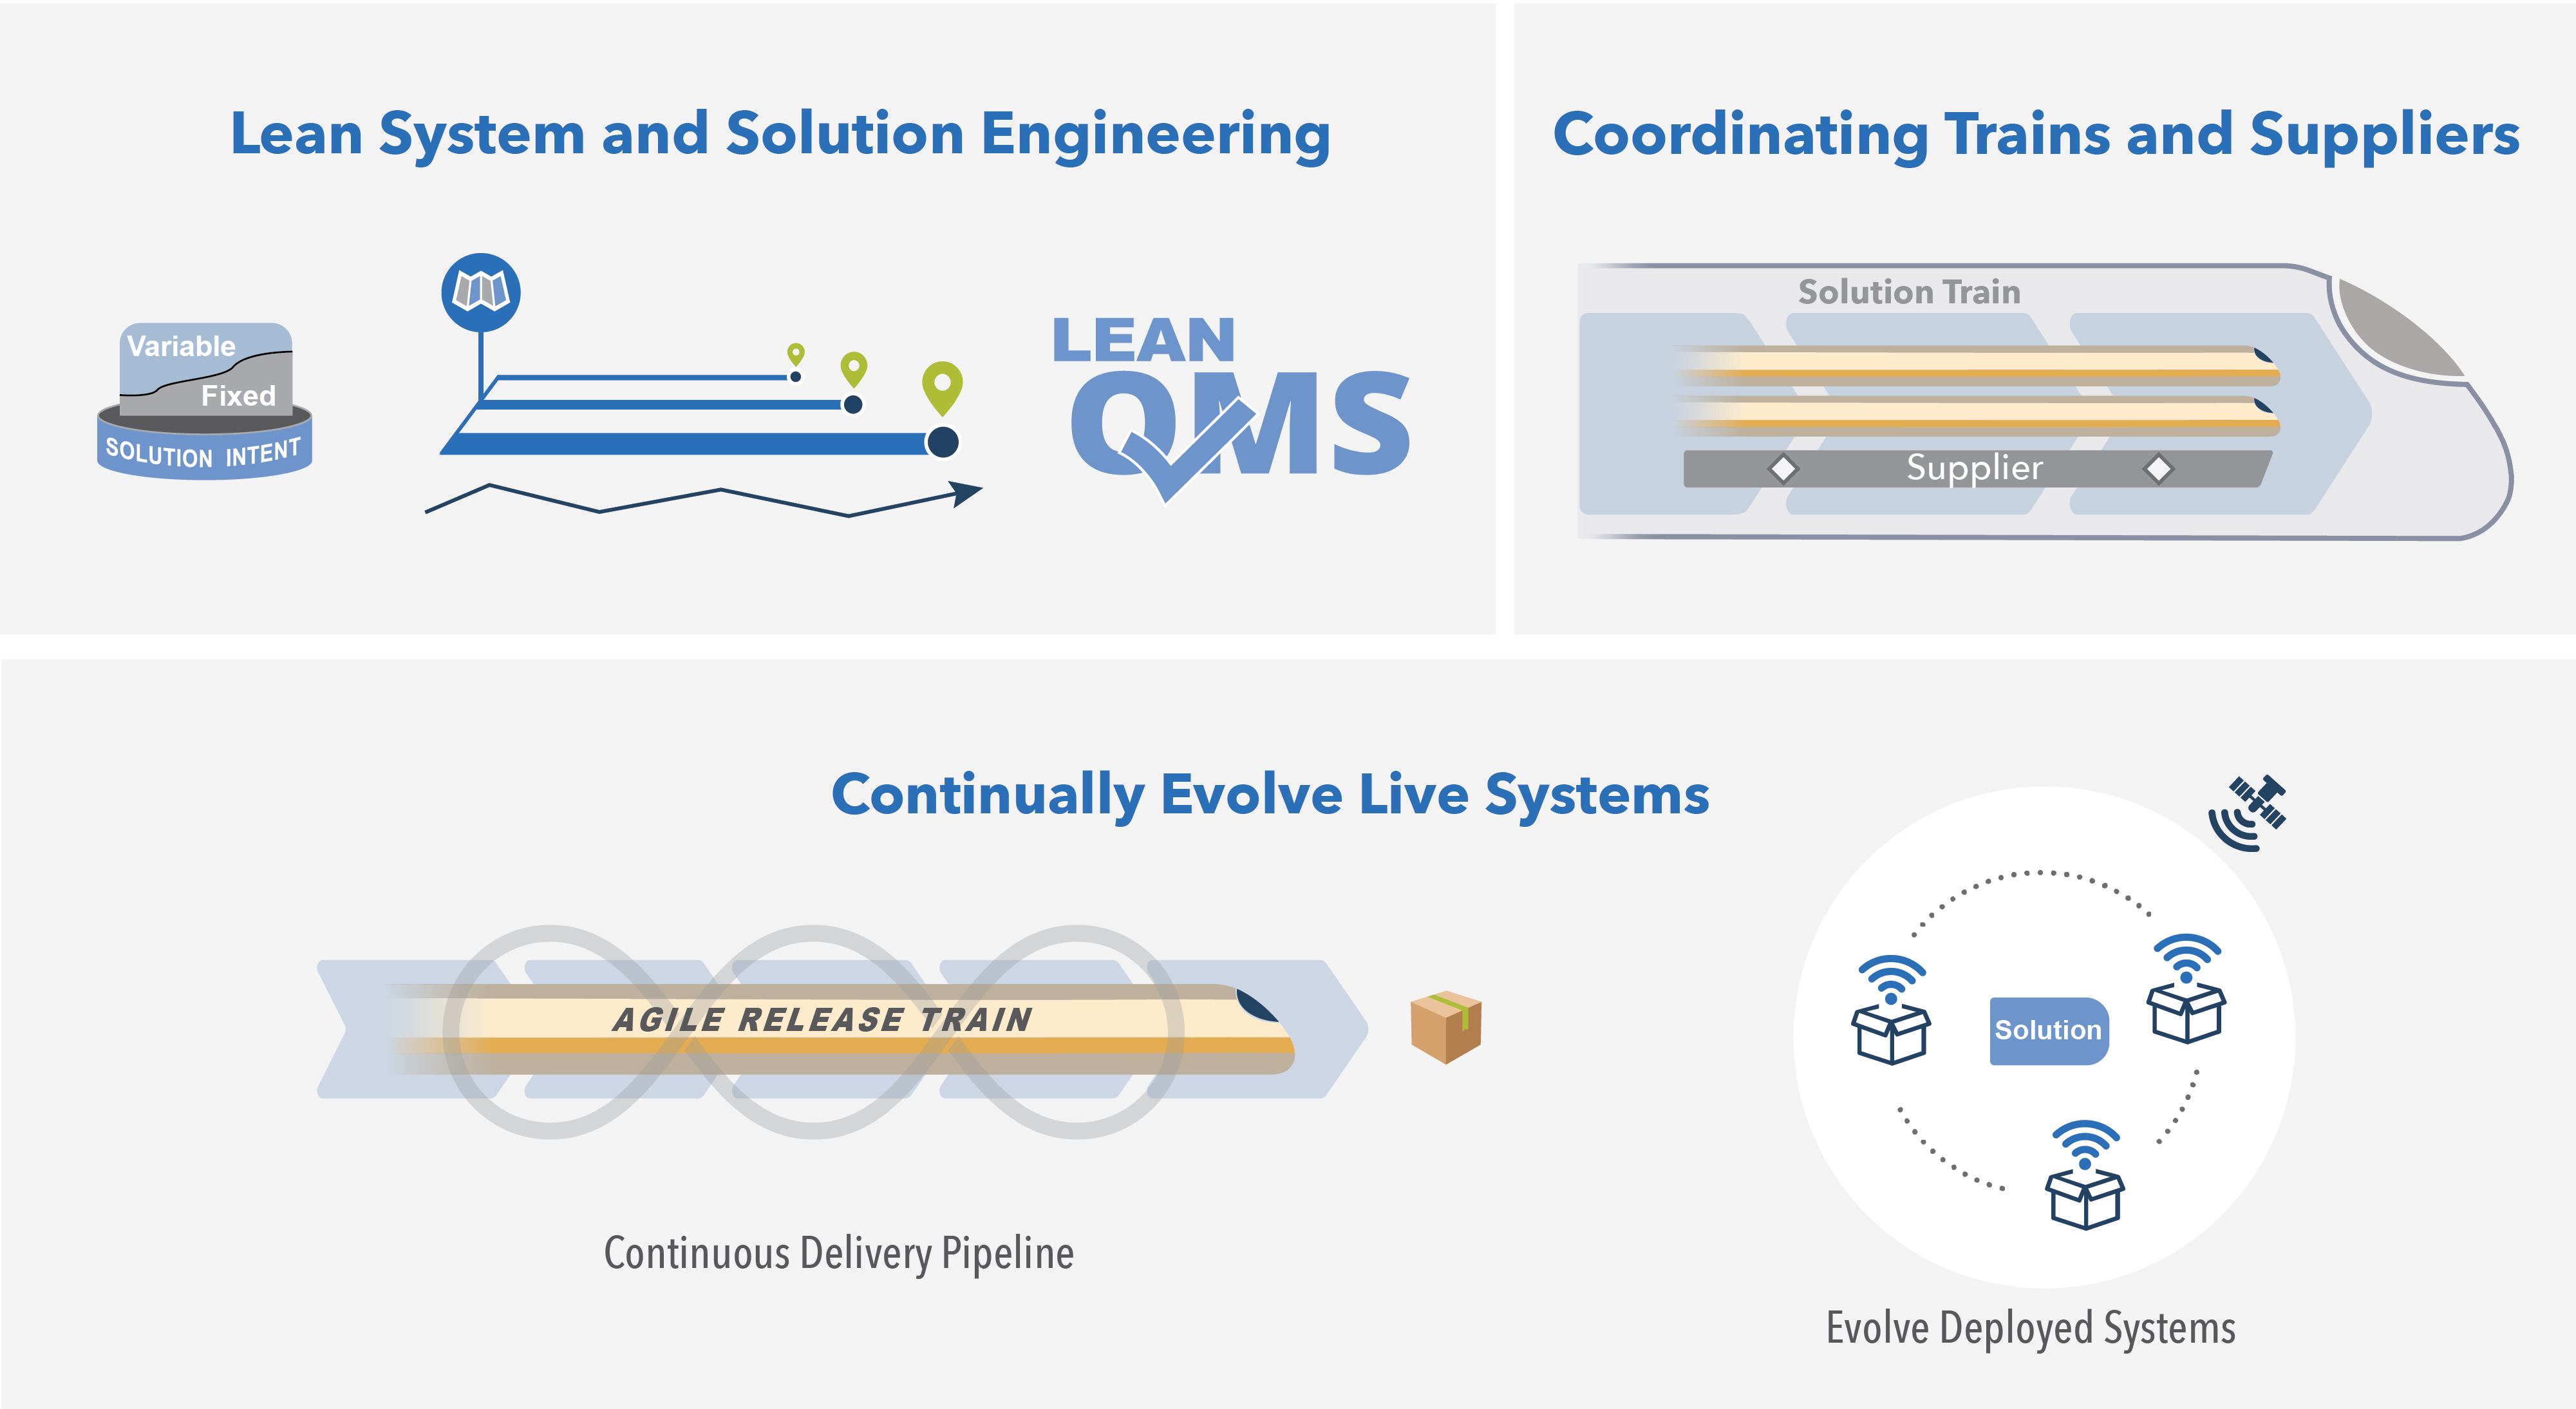 Lean System and Solution Engineering
Variable
Fixed
SOLUTION INTENT
LEAN
QMS
Coordinating Trains and Suppliers
Solution Train
Supplier
Continually Evolve Live Systems
AGILE RELEASE TRAIN
Continuous Delivery Pipeline
Solution
Evolve Deployed Systems